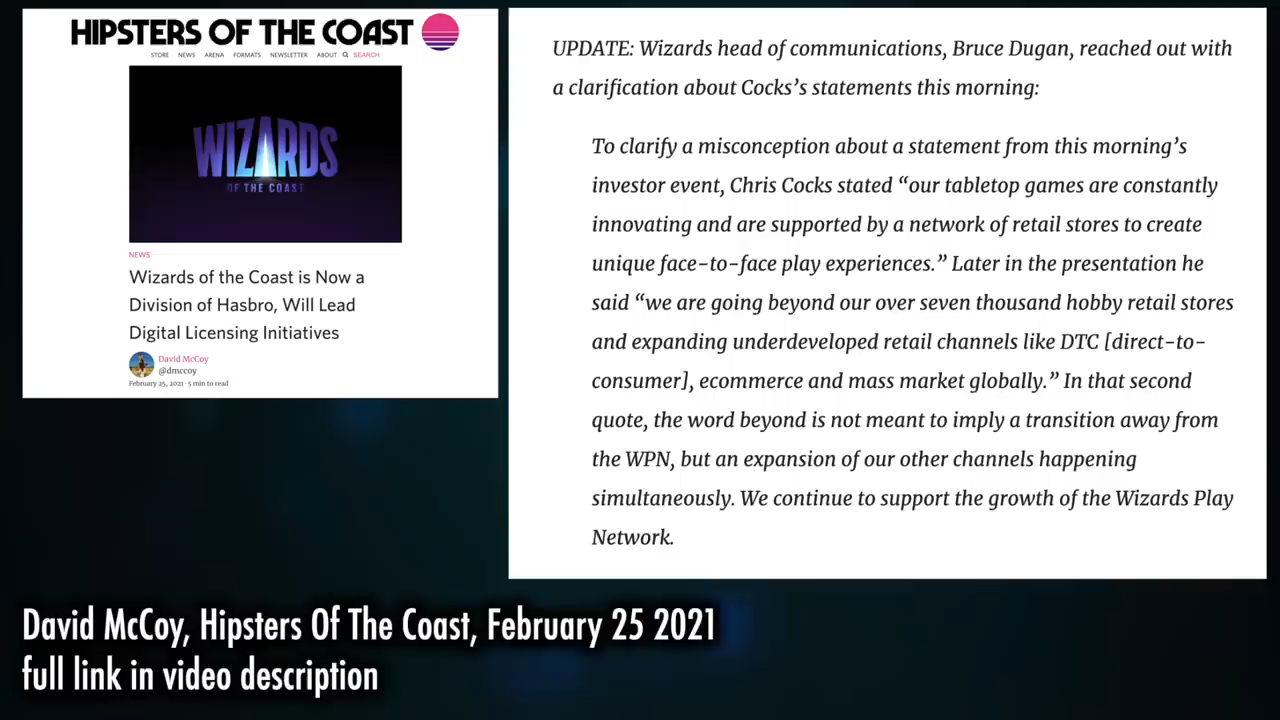 HIPSTERS OF THE COAST
STORE NEWS ARENA FORMATS NEWSLETTER ABOUT SEARCH
WIZARDS
OF THE COAST
NEWS
Wizards of the Coast is Now a
Division of Hasbro, Will Lead
Digital Licensing Initiatives
David McCoy
@dmccoy
February 25, 2021 · 5 min to read
UPDATE: Wizards head of communications, Bruce Dugan, reached out with
a clarification about Cocks’s statements this morning:
To clarify a misconception about a statement from this morning’s
investor event, Chris Cocks stated “our tabletop games are constantly
innovating and are supported by a network of retail stores to create
unique face-to-face play experiences.” Later in the presentation he
said “we are going beyond our over seven thousand hobby retail stores
and expanding underdeveloped retail channels like DTC [direct-to-
consumer], ecommerce and mass market globally.” In that second
quote, the word beyond is not meant to imply a transition away from
the WPN, but an expansion of our other channels happening
simultaneously. We continue to support the growth of the Wizards Play
Network.
David McCoy, Hipsters Of The Coast, February 25 2021
full link in video description